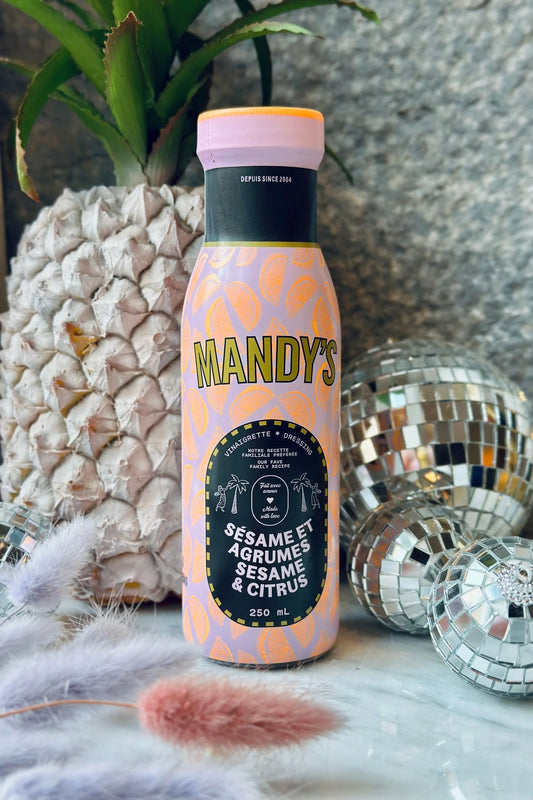 DEPUIS SINCE 2004
MANDY'S
VINAIGRETTE * DRESSING
NOTRE RECETTE
FAMILIALE PRÉFÉRÉE
OUR FAVE
FAMILY RECIPE
Fait avec
amour
Made
with love
SÉSAME ET
AGRUMES
SESAME
& CITRUS
250 mL